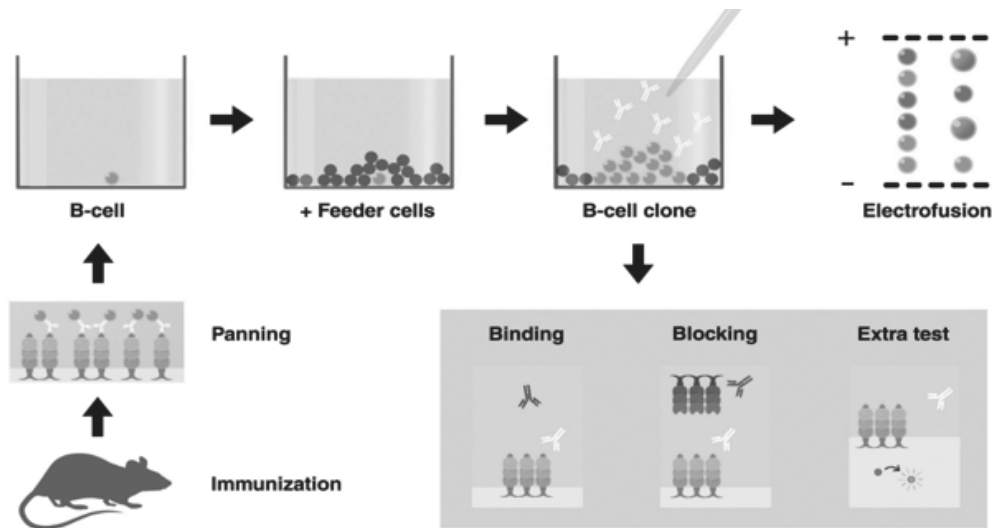 +
-
B-cell
+ Feeder cells
B-cell clone
Electrofusion
Panning
Binding
Blocking
Extra test
Immunization